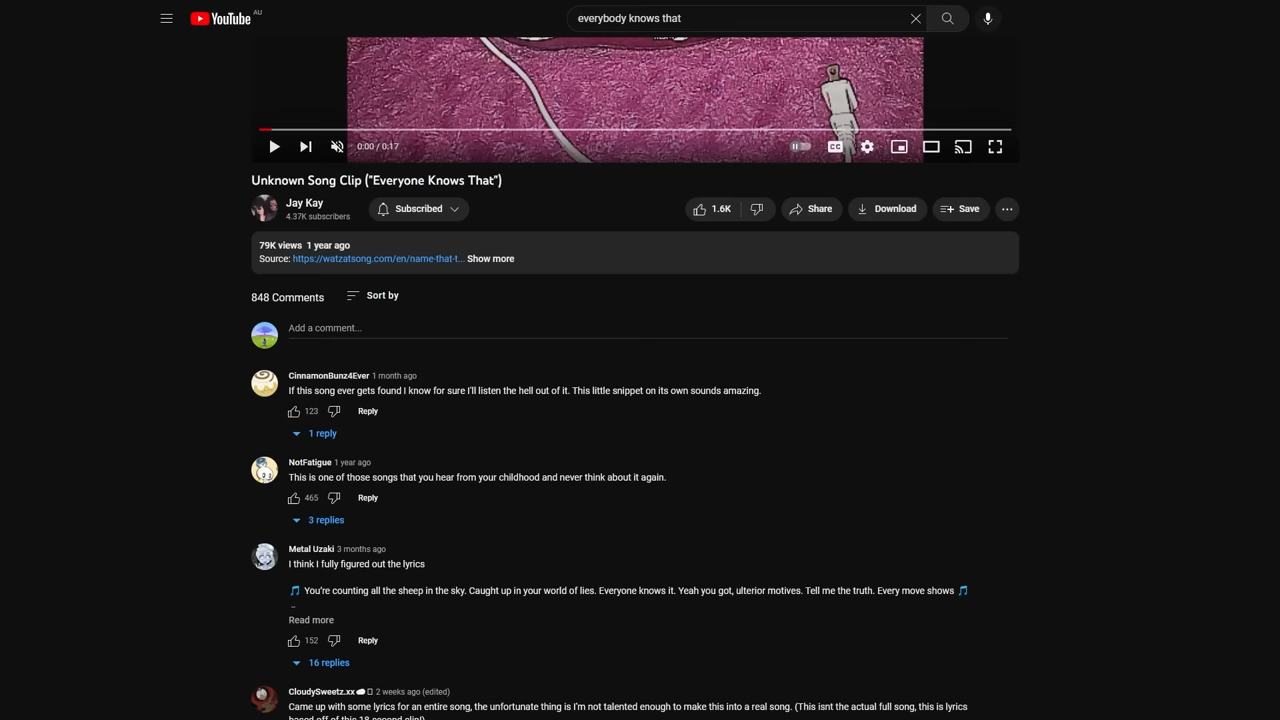 YouTube AU
everybody knows that
0:00 / 0:17
CC
Unknown Song Clip ("Everyone Knows That")
Jay Kay
4.37K subscribers
Subscribed
1.6K
Share
Download
Save
79K views 1 year ago
Source: https://watzatsong.com/en/name-that-t... Show more
848 Comments
Sort by
Add a comment...
CinnamonBunz4Ever 1 month ago
If this song ever gets found I know for sure I'll listen the hell out of it. This little snippet on its own sounds amazing.
123
Reply
1 reply
NotFatigue 1 year ago
This is one of those songs that you hear from your childhood and never think about it again.
465
Reply
3 replies
Metal Uzaki 3 months ago
I think I fully figured out the lyrics
🎵 You're counting all the sheep in the sky. Caught up in your world of lies. Everyone knows it. Yeah you got, ulterior motives. Tell me the truth. Every move shows 🎵
Read more
152
Reply
16 replies
CloudySweetz.xx 2 weeks ago (edited)
Came up with some lyrics for an entire song, the unfortunate thing is I'm not talented enough to make this into a real song. (This isnt the actual full song, this is lyrics
based off of this 18 second clip!)